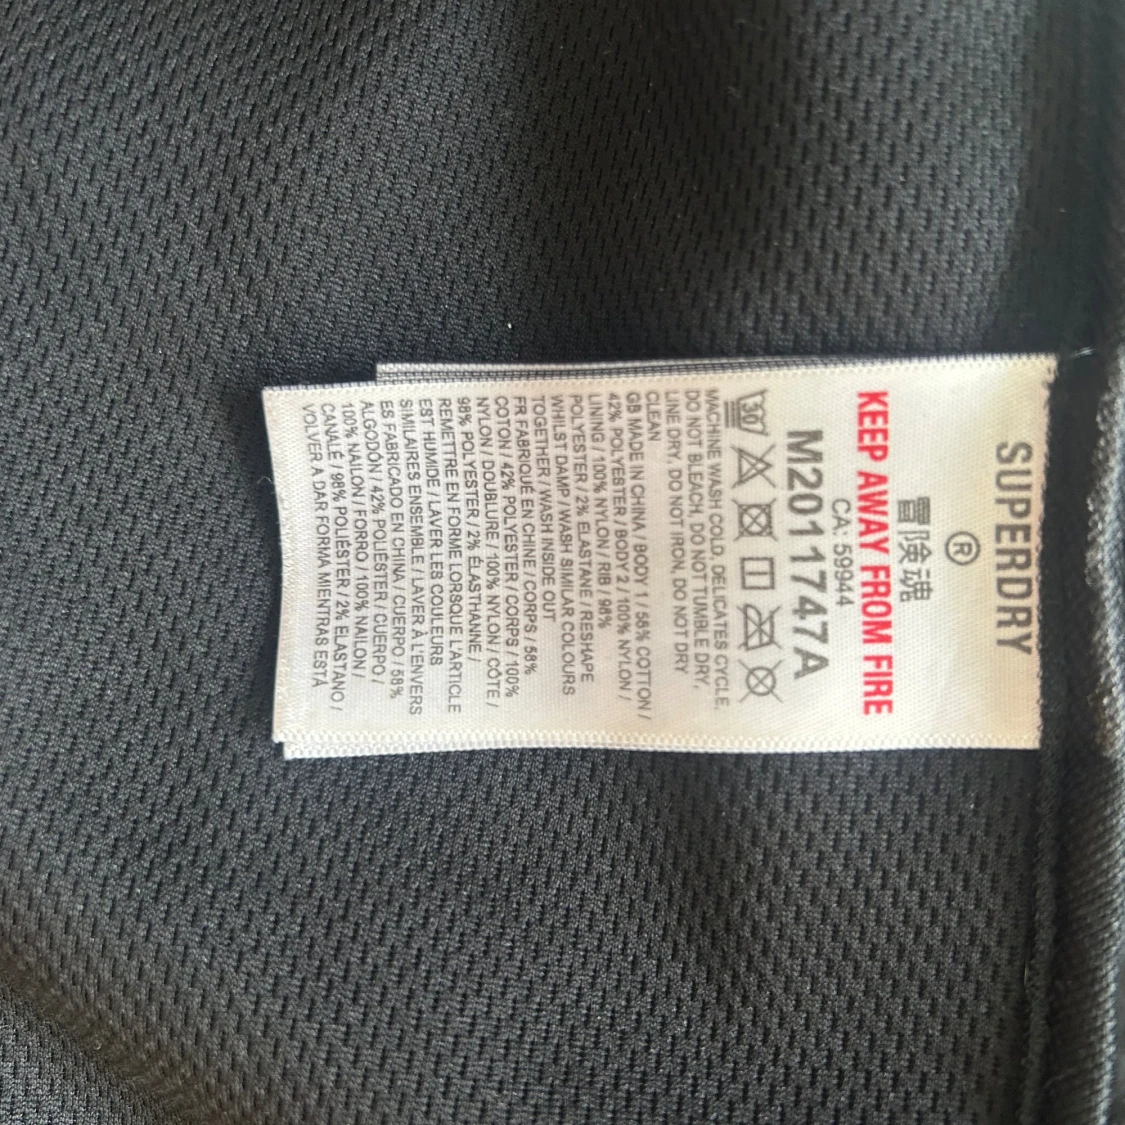 SUPERDRY
®
冒険魂
KEEP AWAY FROM FIRE
CA: 59944
M2011747A
30
MACHINE WASH COLD, DELICATES CYCLE,
DO NOT BLEACH, DO NOT TUMBLE DRY,
LINE DRY, DO NOT IRON, DO NOT DRY
CLEAN
GB MADE IN CHINA / BODY 1 / 58% COTTON /
42% POLYESTER / BODY 2 / 100% NYLON /
LINING / 100% NYLON / RIB / 98%
POLYESTER / 2% ELASTANE / RESHAPE
WHILST DAMP / WASH SIMILAR COLOURS
TOGETHER / WASH INSIDE OUT
FR FABRIQUÉ EN CHINE / CORPS / 58%
COTON / 42% POLYESTER / CORPS / 100%
NYLON / DOUBLURE / 100% NYLON / CÔTE /
98% POLYESTER / 2% ÉLASTHANNE /
REMETTRE EN FORME LORSQUE L'ARTICLE
EST HUMIDE / LAVER LES COULEURS
SIMILAIRES ENSEMBLE / LAVER À L'ENVERS
ES FABRICADO EN CHINA / CUERPO / 58%
ALGODÓN / 42% POLIÉSTER / CUERPO /
100% NAILON / FORRO / 100% NAILON /
CANALÉ / 98% POLIÉSTER / 2% ELASTANO /
VOLVER A DAR FORMA MIENTRAS ESTÁ